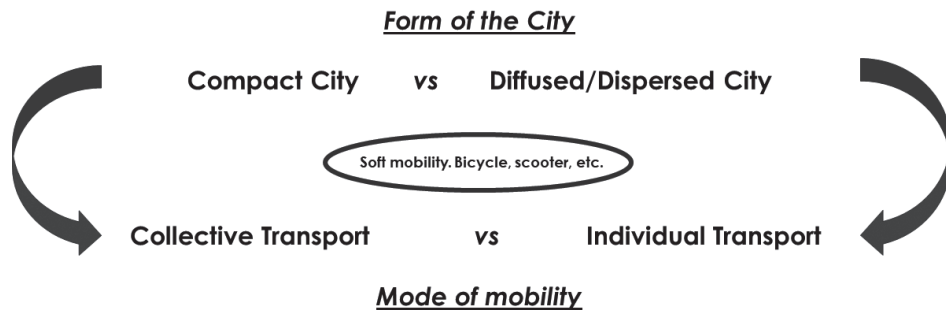 Form of the City
Compact City vs Diffused/Dispersed City
Soft mobility. Bicycle, scooter, etc.
Collective Transport vs Individual Transport
Mode of mobility